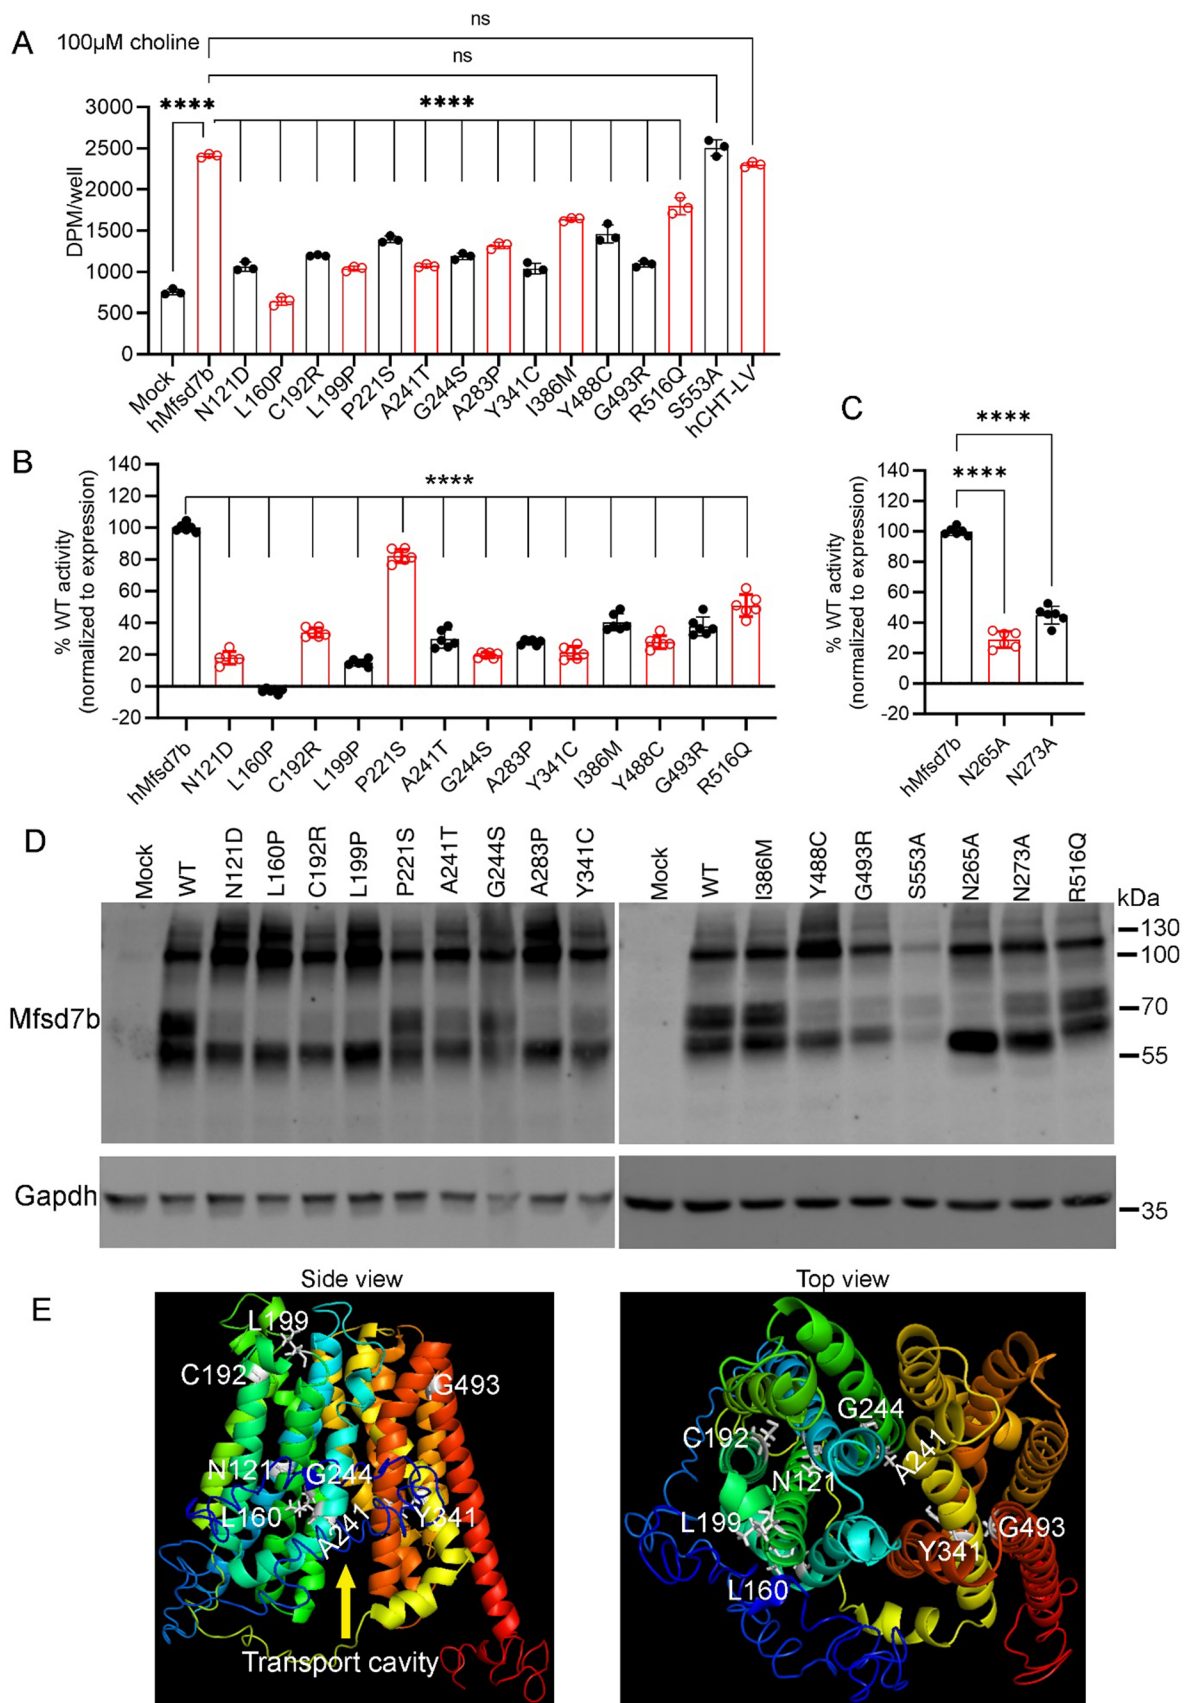 A
100µM choline
ns
ns
****
****
DPM/well
3000
2500
2000
1500
1000
500
0
Mock
hMfsd7b
N121D
L160P
C192R
L199P
P221S
A241T
G244S
A283P
Y341C
I386M
Y488C
G493R
R516Q
S553A
hCHT-LV
B
% WT activity
(normalized to expression)
140
120
100
80
60
40
20
0
-20
****
hMfsd7b
N121D
L160P
C192R
L199P
P221S
A241T
G244S
A283P
Y341C
I386M
Y488C
G493R
R516Q
C
% WT activity
(normalized to expression)
140
120
100
80
60
40
20
0
-20
****
****
hMfsd7b
N265A
N273A
D
Mock
WT
N121D
L160P
C192R
L199P
P221S
A241T
G244S
A283P
Y341C
Mock
WT
I386M
Y488C
G493R
S553A
N265A
N273A
R516Q
kDa
130
100
Mfsd7b
70
55
Gapdh
35
E
Side view
L199
C192
G493
N121
G244
L160
A241
Y341
Transport cavity
Top view
G244
C192
A241
N121
L199
G493
Y341
L160